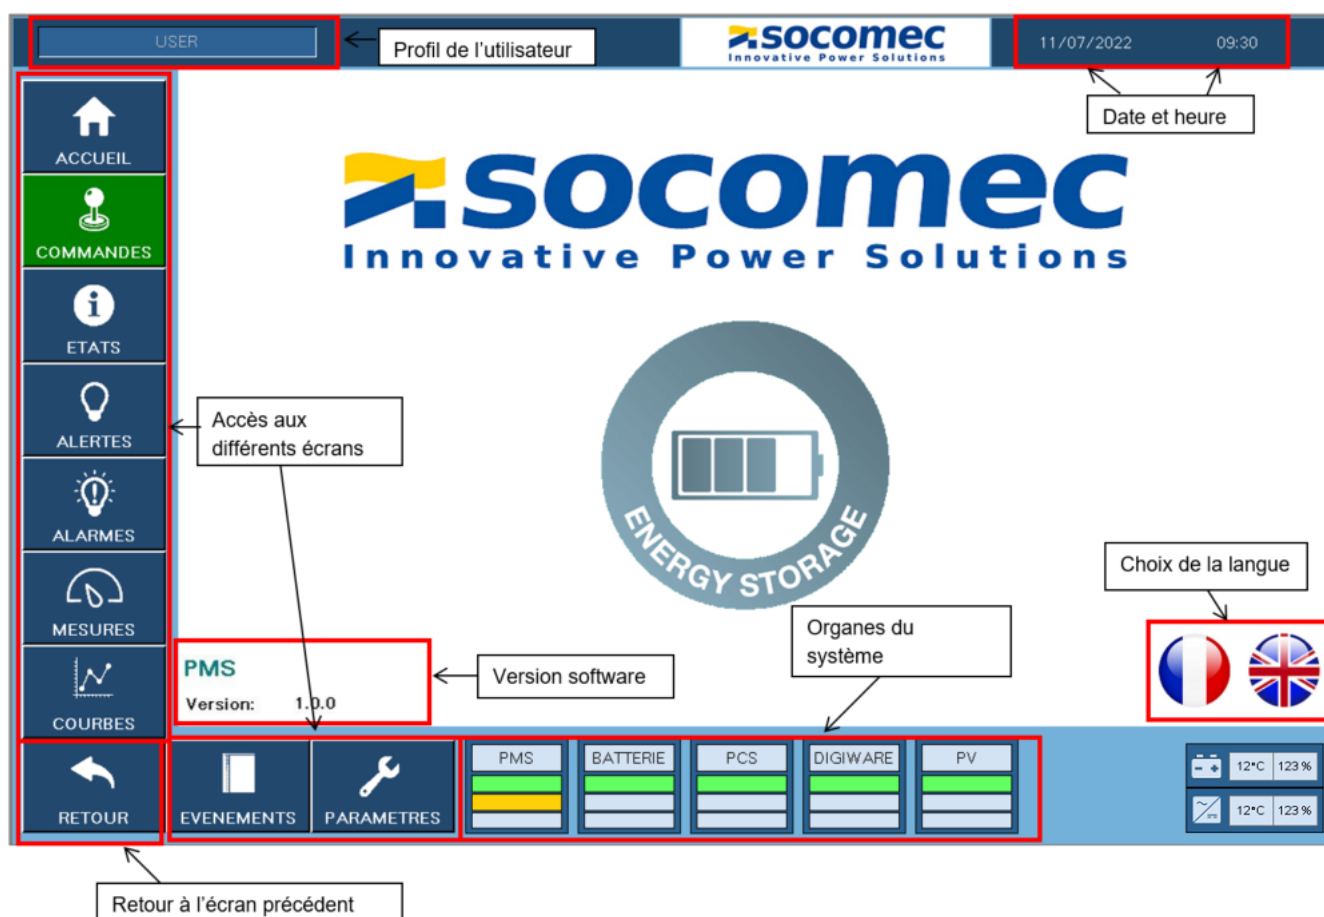 USER
Profil de l'utilisateur
socomec
Innovative Power Solutions
11/07/2022 09:30
Date et heure
ACCUEIL
socomec
Innovative Power Solutions
COMMANDES
ETATS
ALERTES
Accès aux
différents écrans
ALARMES
ENERGY STORAGE
MESURES
Choix de la langue
Organes du
système
PMS
Version: 1.0.0
Version software
COURBES
RETOUR
EVENEMENTS
PARAMETRES
PMS
BATTERIE
PCS
DIGIWARE
PV
12°C 123 %
12°C 123 %
Retour à l'écran précédent